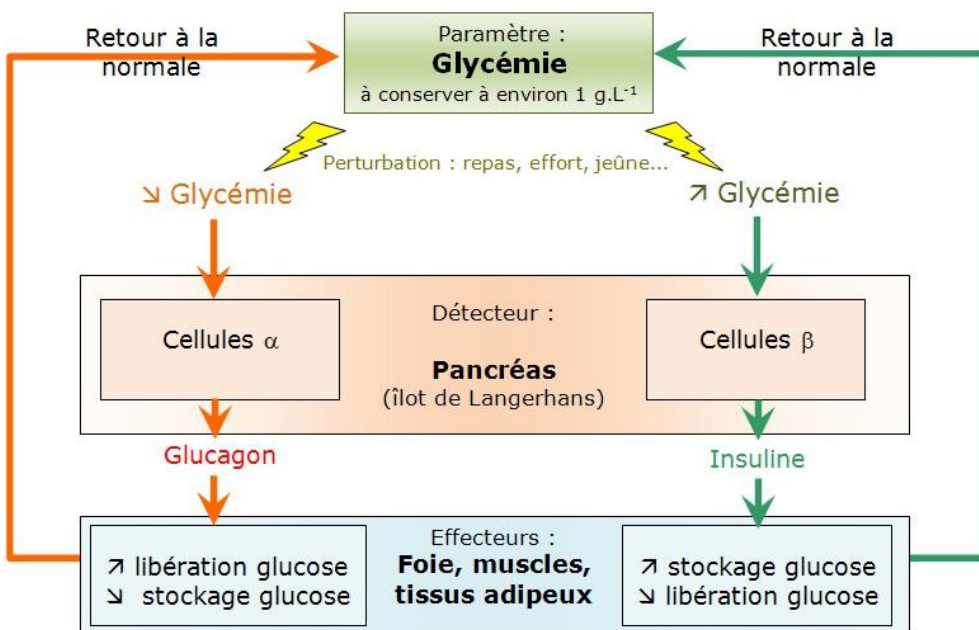 Retour à la
normale
Paramètre :
Glycémie
à conserver à environ 1 g.L⁻¹
Retour à la
normale
Perturbation : repas, effort, jeûne...
↘ Glycémie
↗ Glycémie
Cellules α
Détecteur :
Pancréas
(îlot de Langerhans)
Cellules β
Glucagon
Insuline
Effecteurs :
Foie, muscles,
tissus adipeux
↗ libération glucose
↘ stockage glucose
↗ stockage glucose
↘ libération glucose